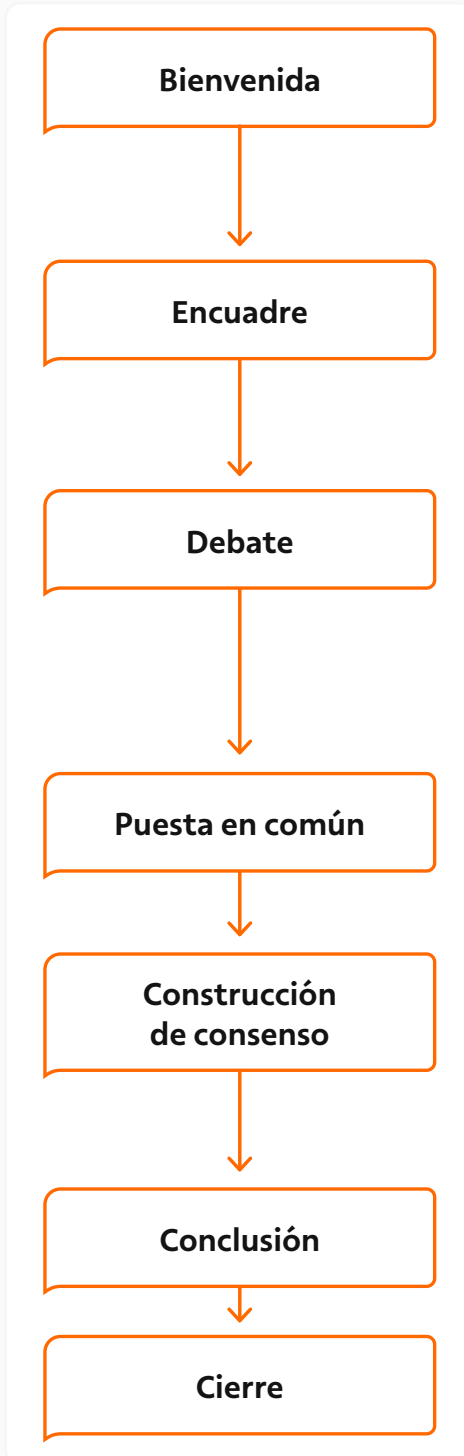 Bienvenida
Encuadre
Debate
Puesta en común
Construcción
de consenso
Conclusión
Cierre